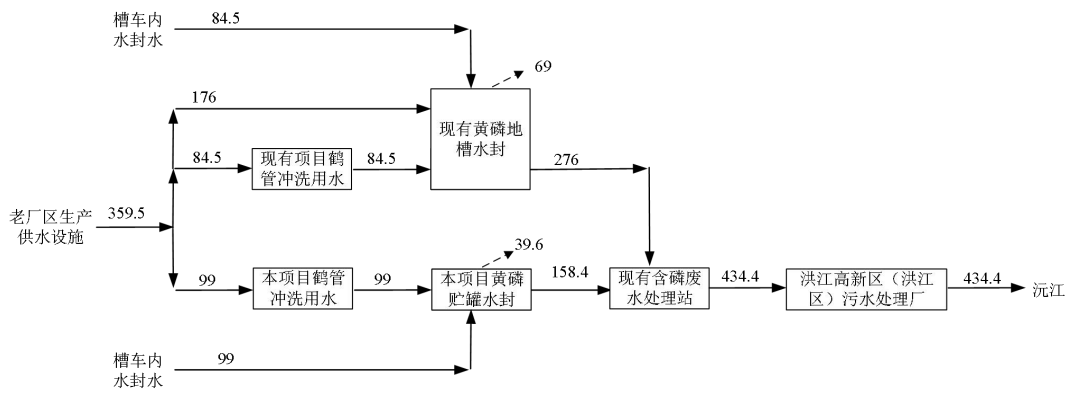 槽车内
水封水
84.5
69
176
现有黄磷地
槽水封
84.5
现有项目鹤
管冲洗用水
84.5
276
老厂区生产
供水设施
359.5
39.6
99
本项目鹤管
冲洗用水
99
本项目黄磷
贮罐水封
158.4
现有含磷废
水处理站
434.4
洪江高新区（洪江
区）污水处理厂
434.4
沅江
槽车内
水封水
99